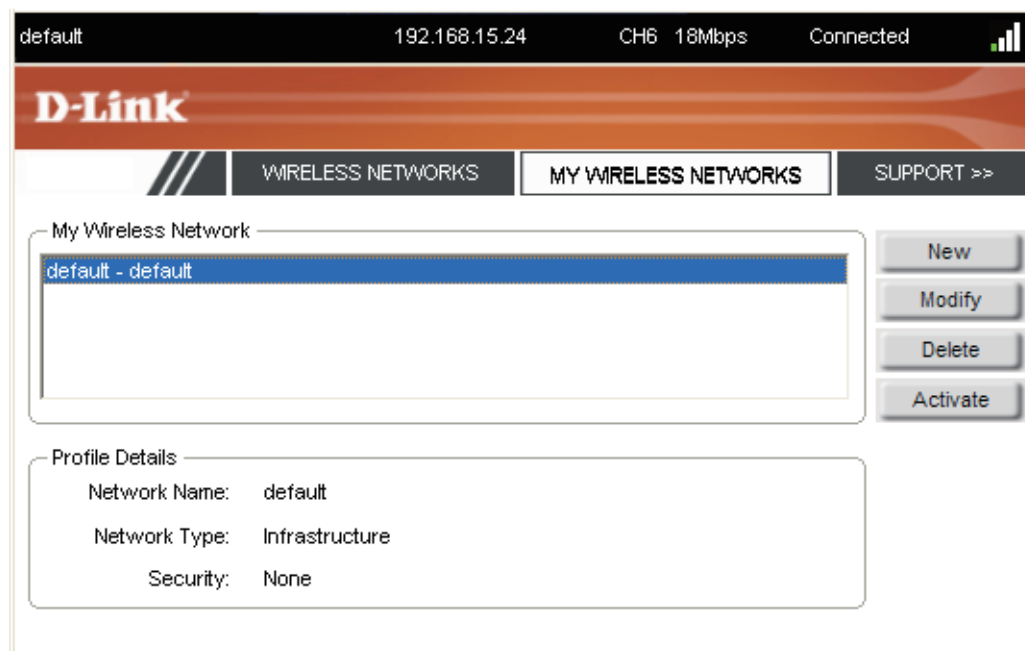 default 192.168.15.24 CH6 18Mbps Connected
D-Link
WIRELESS NETWORKS MY WIRELESS NETWORKS SUPPORT >>
My Wireless Network
default - default
New
Modify
Delete
Activate
Profile Details
Network Name: default
Network Type: Infrastructure
Security: None